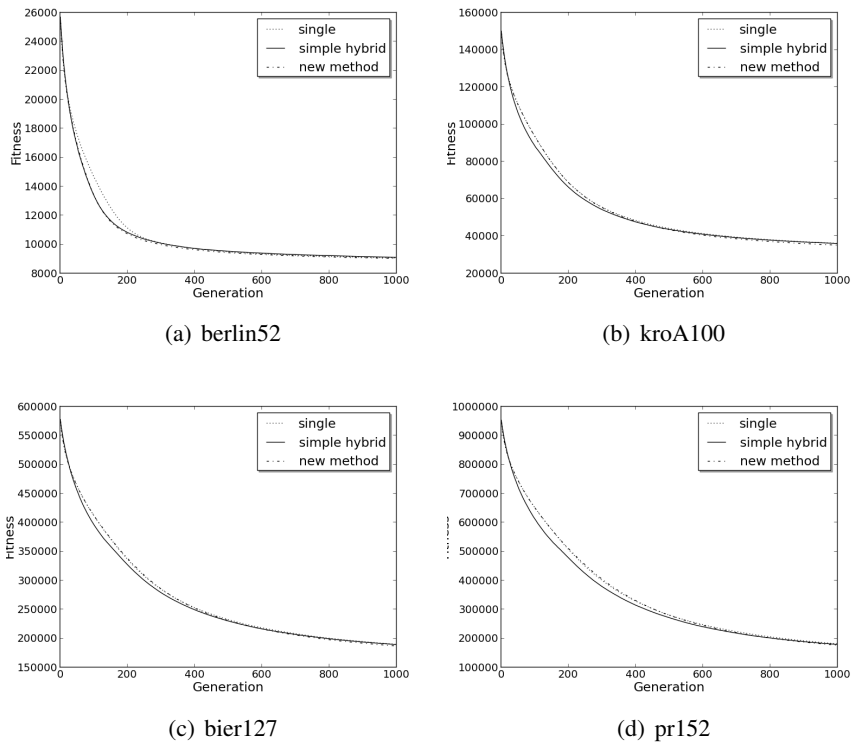 26000
24000
22000
20000
18000
16000
14000
12000
10000
8000
Fitness
single
simple hybrid
new method
0 200 400 600 800 1000
Generation
(a) berlin52
160000
140000
120000
100000
80000
60000
40000
20000
Fitness
single
simple hybrid
new method
0 200 400 600 800 1000
Generation
(b) kroA100
600000
550000
500000
450000
400000
350000
300000
250000
200000
150000
Fitness
single
simple hybrid
new method
0 200 400 600 800 1000
Generation
(c) bier127
1000000
900000
800000
700000
600000
500000
400000
300000
200000
100000
Fitness
single
simple hybrid
new method
0 200 400 600 800 1000
Generation
(d) pr152